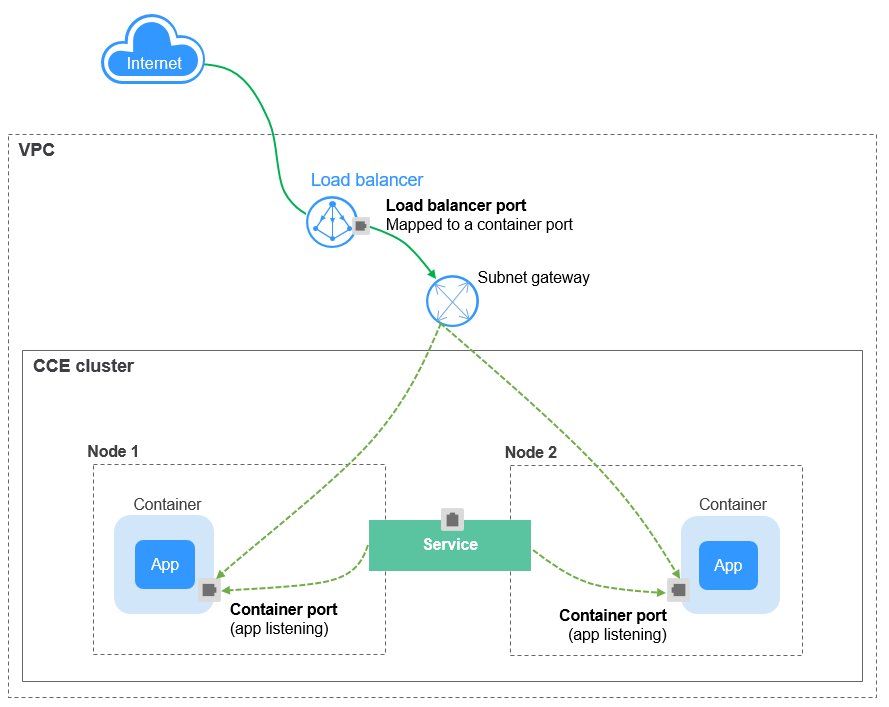 Internet
VPC
Load balancer
Load balancer port
Mapped to a container port
Subnet gateway
CCE cluster
Node 1
Node 2
Container
Container
App
Service
App
Container port
(app listening)
Container port
(app listening)